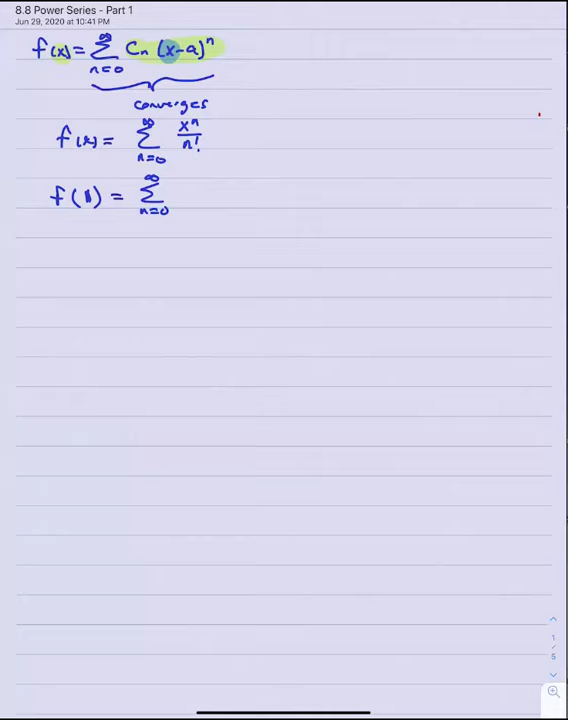 8.8 Power Series - Part 1
Jun 29, 2020 at 10:41 PM
f(x) = ∞∑n=0 Cn (x-a)^n
converges
f(x) = ∞∑n=0 x^n/n!
f(1) = ∞∑n=0
1
/
5